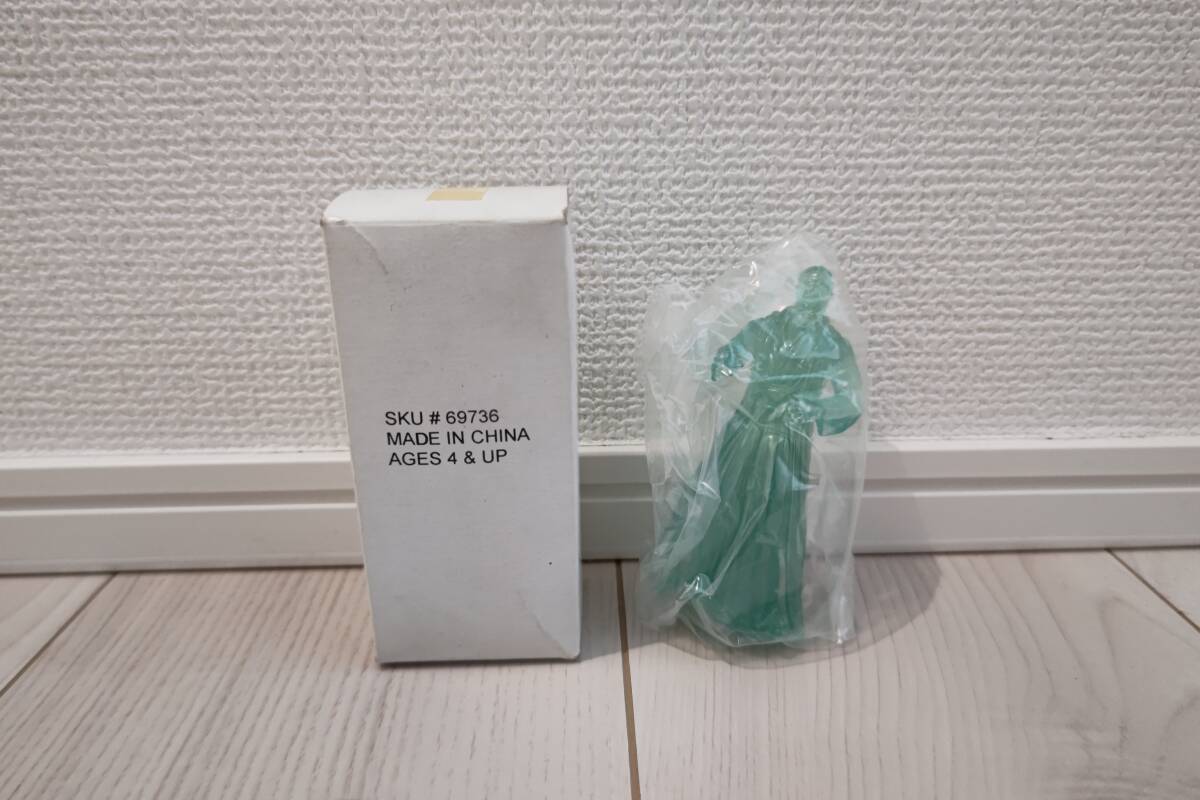 SKU # 69736
MADE IN CHINA
AGES 4 & UP